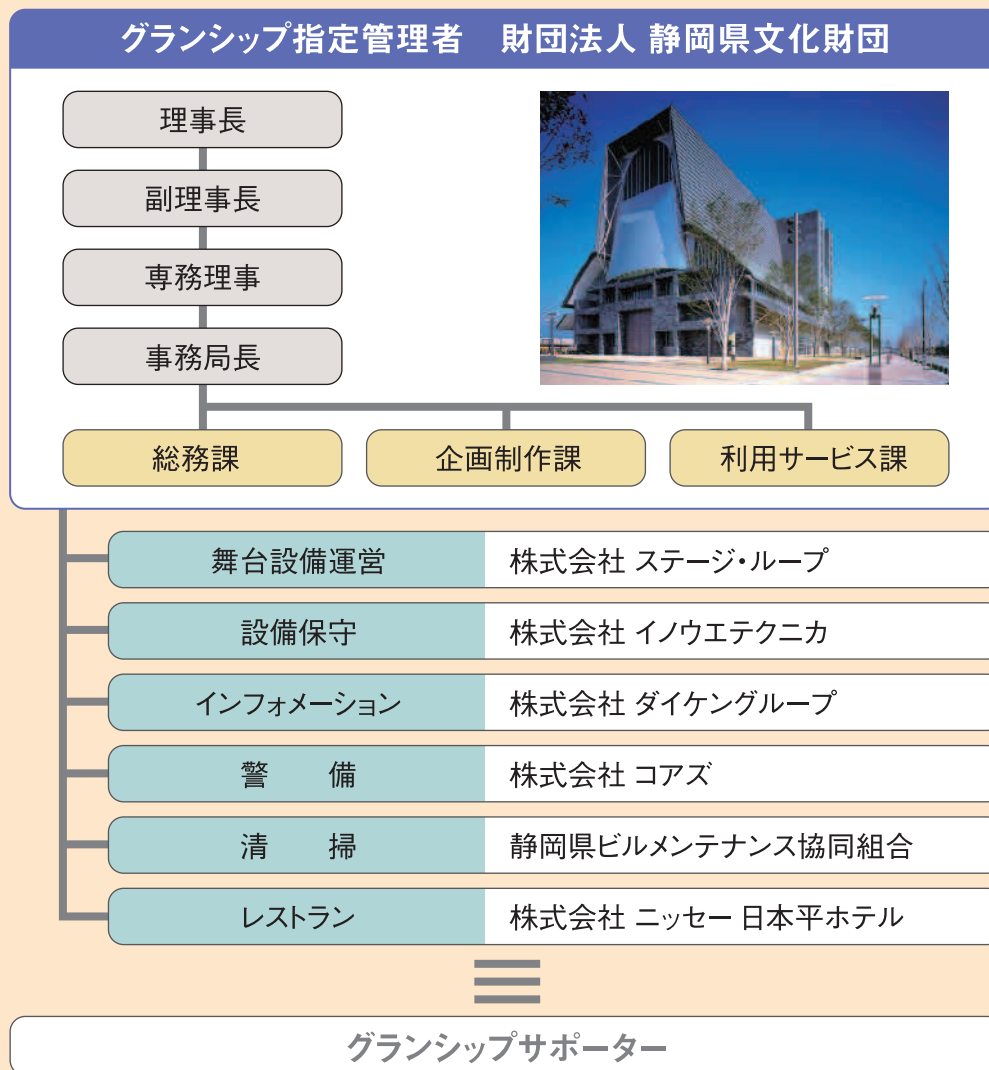 グランシップ指定管理者　財団法人 静岡県文化財団
理事長
副理事長
専務理事
事務局長
総務課　企画制作課　利用サービス課
舞台設備運営　株式会社 ステージ・ループ
設備保守　株式会社 イノウエテクニカ
インフォメーション　株式会社 ダイケングループ
警　備　株式会社 コアズ
清　掃　静岡県ビルメンテナンス協同組合
レストラン　株式会社 ニッセー 日本平ホテル
グランシップサポーター